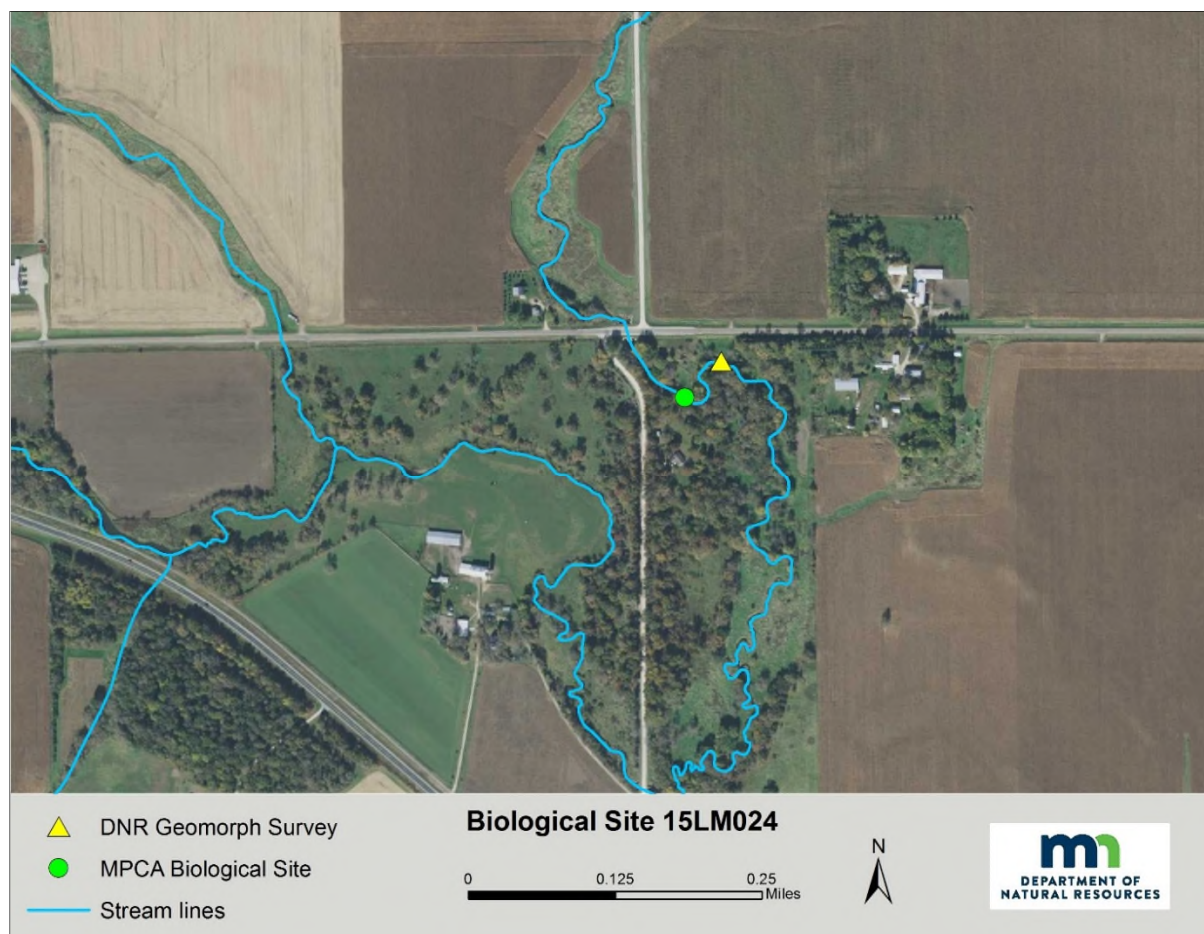 DNR Geomorph Survey
MPCA Biological Site
Stream lines
Biological Site 15LM024
0 0.125 0.25
Miles
N
mn
DEPARTMENT OF
NATURAL RESOURCES